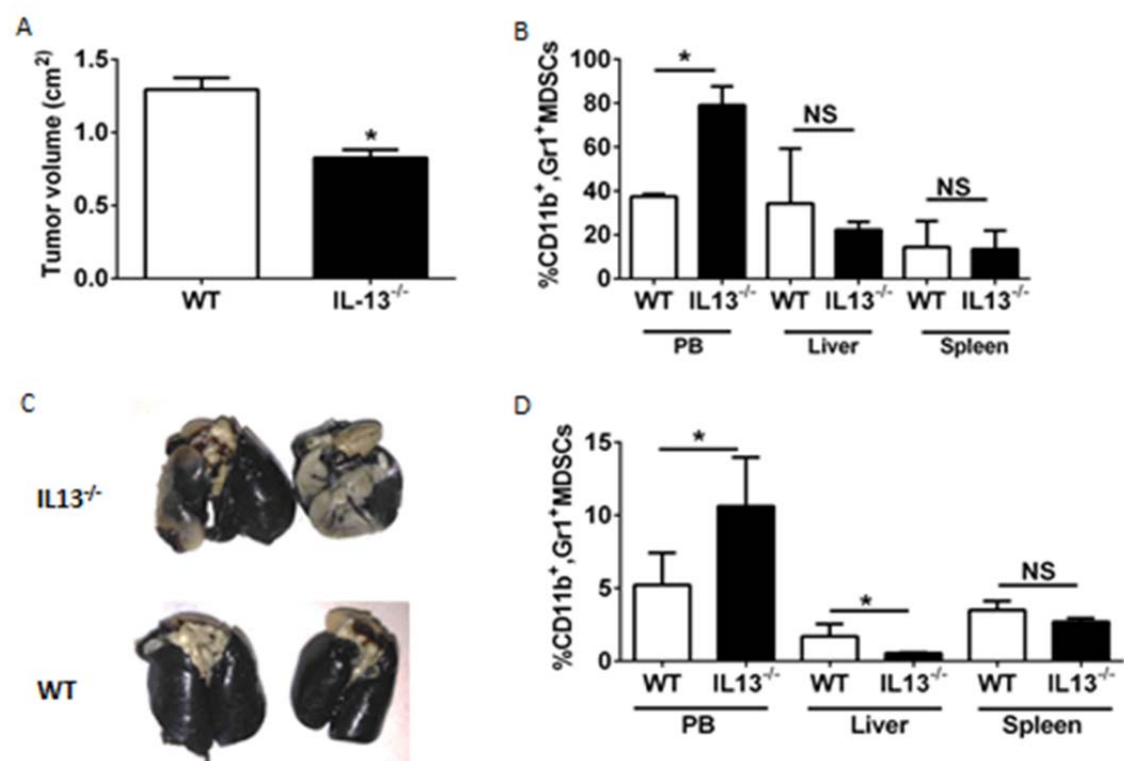 A
Tumor volume (cm²)
1.5
1.0
0.5
0.0
*
WT IL-13⁻/⁻
B
%CD11b⁺,Gr1⁺MDSCs
100
80
60
40
20
0
*
NS
NS
WT IL13⁻/⁻ WT IL13⁻/⁻ WT IL13⁻/⁻
PB Liver Spleen
C
IL13⁻/⁻
WT
D
%CD11b⁺,Gr1⁺MDSCs
15
10
5
0
*
*
NS
WT IL13⁻/⁻ WT IL13⁻/⁻ WT IL13⁻/⁻
PB Liver Spleen